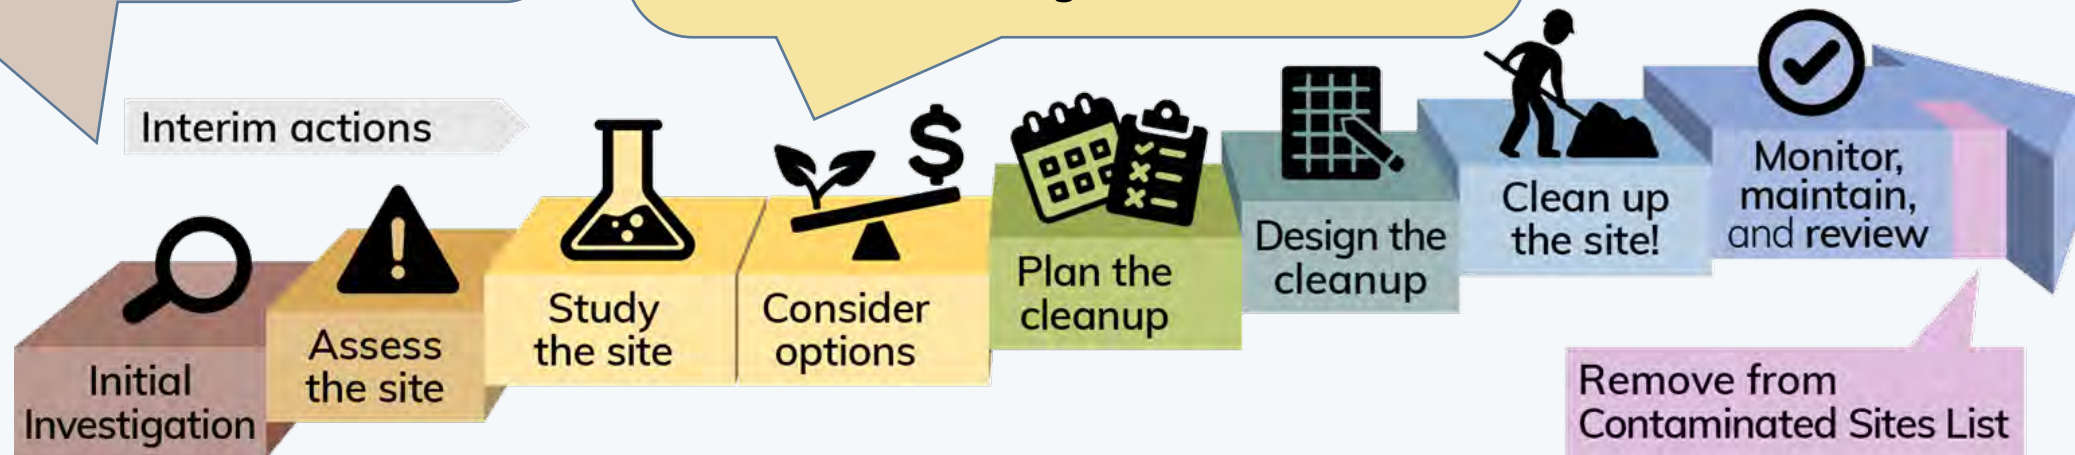 Interim actions
Initial
Investigation
Assess
the site
Study
the site
Consider
options
Plan the
cleanup
Design the
cleanup
Clean up
the site!
Monitor,
maintain,
and review
Remove from
Contaminated Sites List